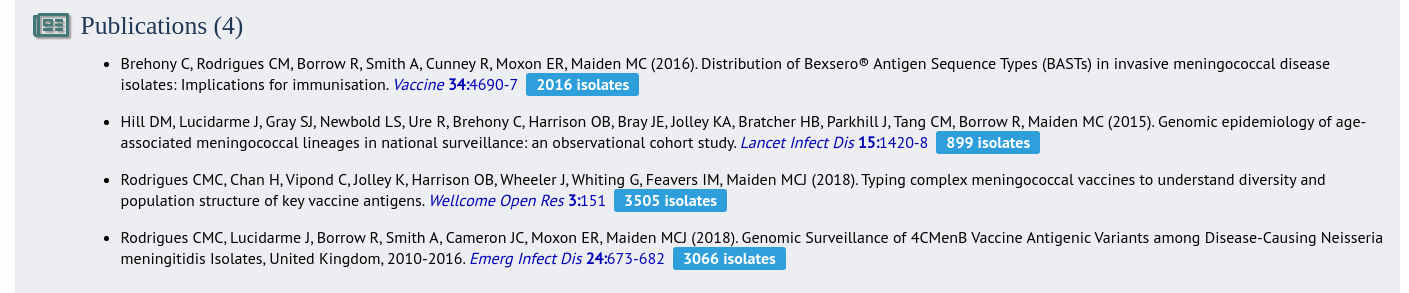 Publications (4)
• Brehony C, Rodrigues CM, Borrow R, Smith A, Cunney R, Moxon ER, Maiden MC (2016). Distribution of Bexsero® Antigen Sequence Types (BASTs) in invasive meningococcal disease
isolates: Implications for immunisation. Vaccine 34:4690-7 2016 isolates
• Hill DM, Lucidarme J, Gray SJ, Newbold LS, Ure R, Brehony C, Harrison OB, Bray JE, Jolley KA, Bratcher HB, Parkhill J, Tang CM, Borrow R, Maiden MC (2015). Genomic epidemiology of age-
associated meningococcal lineages in national surveillance: an observational cohort study. Lancet Infect Dis 15:1420-8 899 isolates
• Rodrigues CMC, Chan H, Vipond C, Jolley K, Harrison OB, Wheeler J, Whiting G, Feavers IM, Maiden MCJ (2018). Typing complex meningococcal vaccines to understand diversity and
population structure of key vaccine antigens. Wellcome Open Res 3:151 3505 isolates
• Rodrigues CMC, Lucidarme J, Borrow R, Smith A, Cameron JC, Moxon ER, Maiden MCJ (2018). Genomic Surveillance of 4CMenB Vaccine Antigenic Variants among Disease-Causing Neisseria
meningitidis Isolates, United Kingdom, 2010-2016. Emerg Infect Dis 24:673-682 3066 isolates